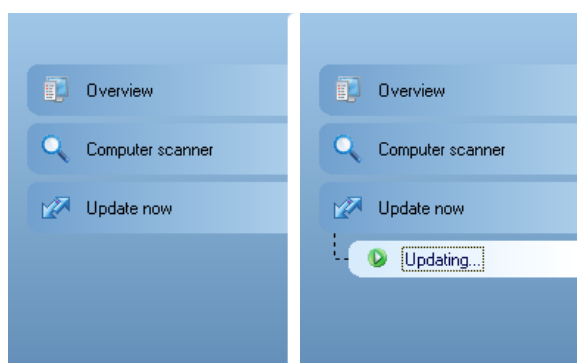 Overview
Computer scanner
Update now
Overview
Computer scanner
Update now
Updating...